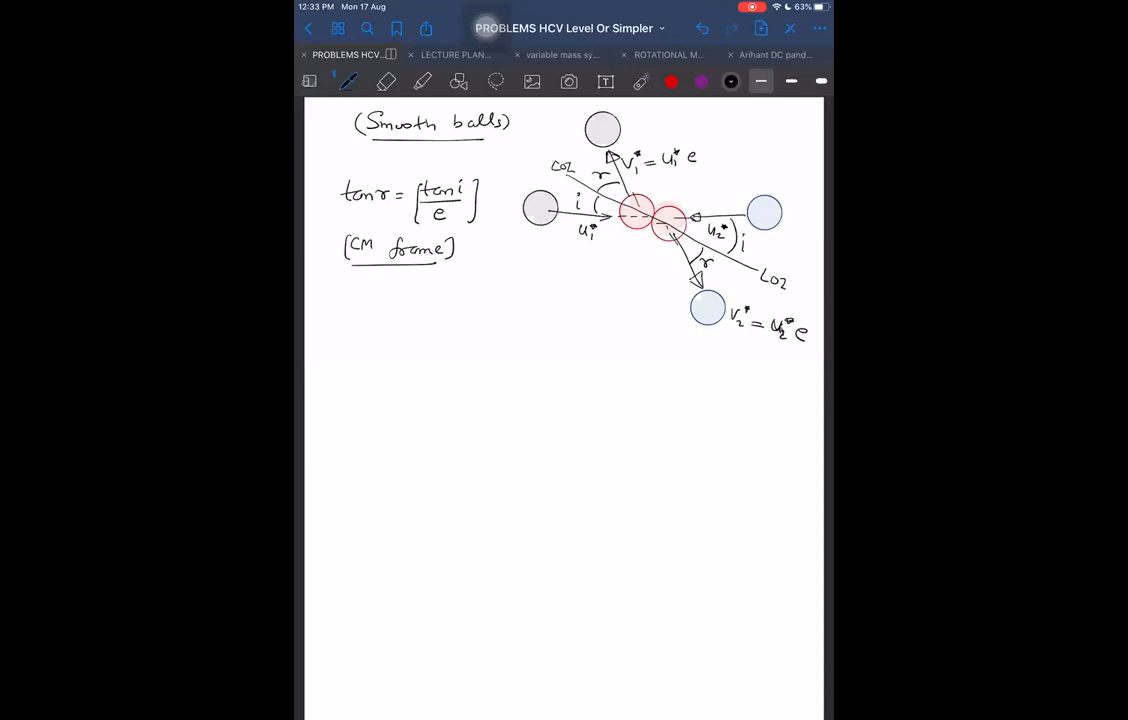 12:33 PM Mon 17 Aug
63%
PROBLEMS HCV Level Or Simpler
PROBLEMS HCV...
LECTURE PLAN...
variable mass sy...
ROTATIONAL M...
Arihant DC pand...
(Smooth balls)
tan r = [tan i / e]
[CM frame]
LOI
r
V₁* = u₁* e
i
u₁*
u₂*
i
r
LOI
V₂* = u₂* e